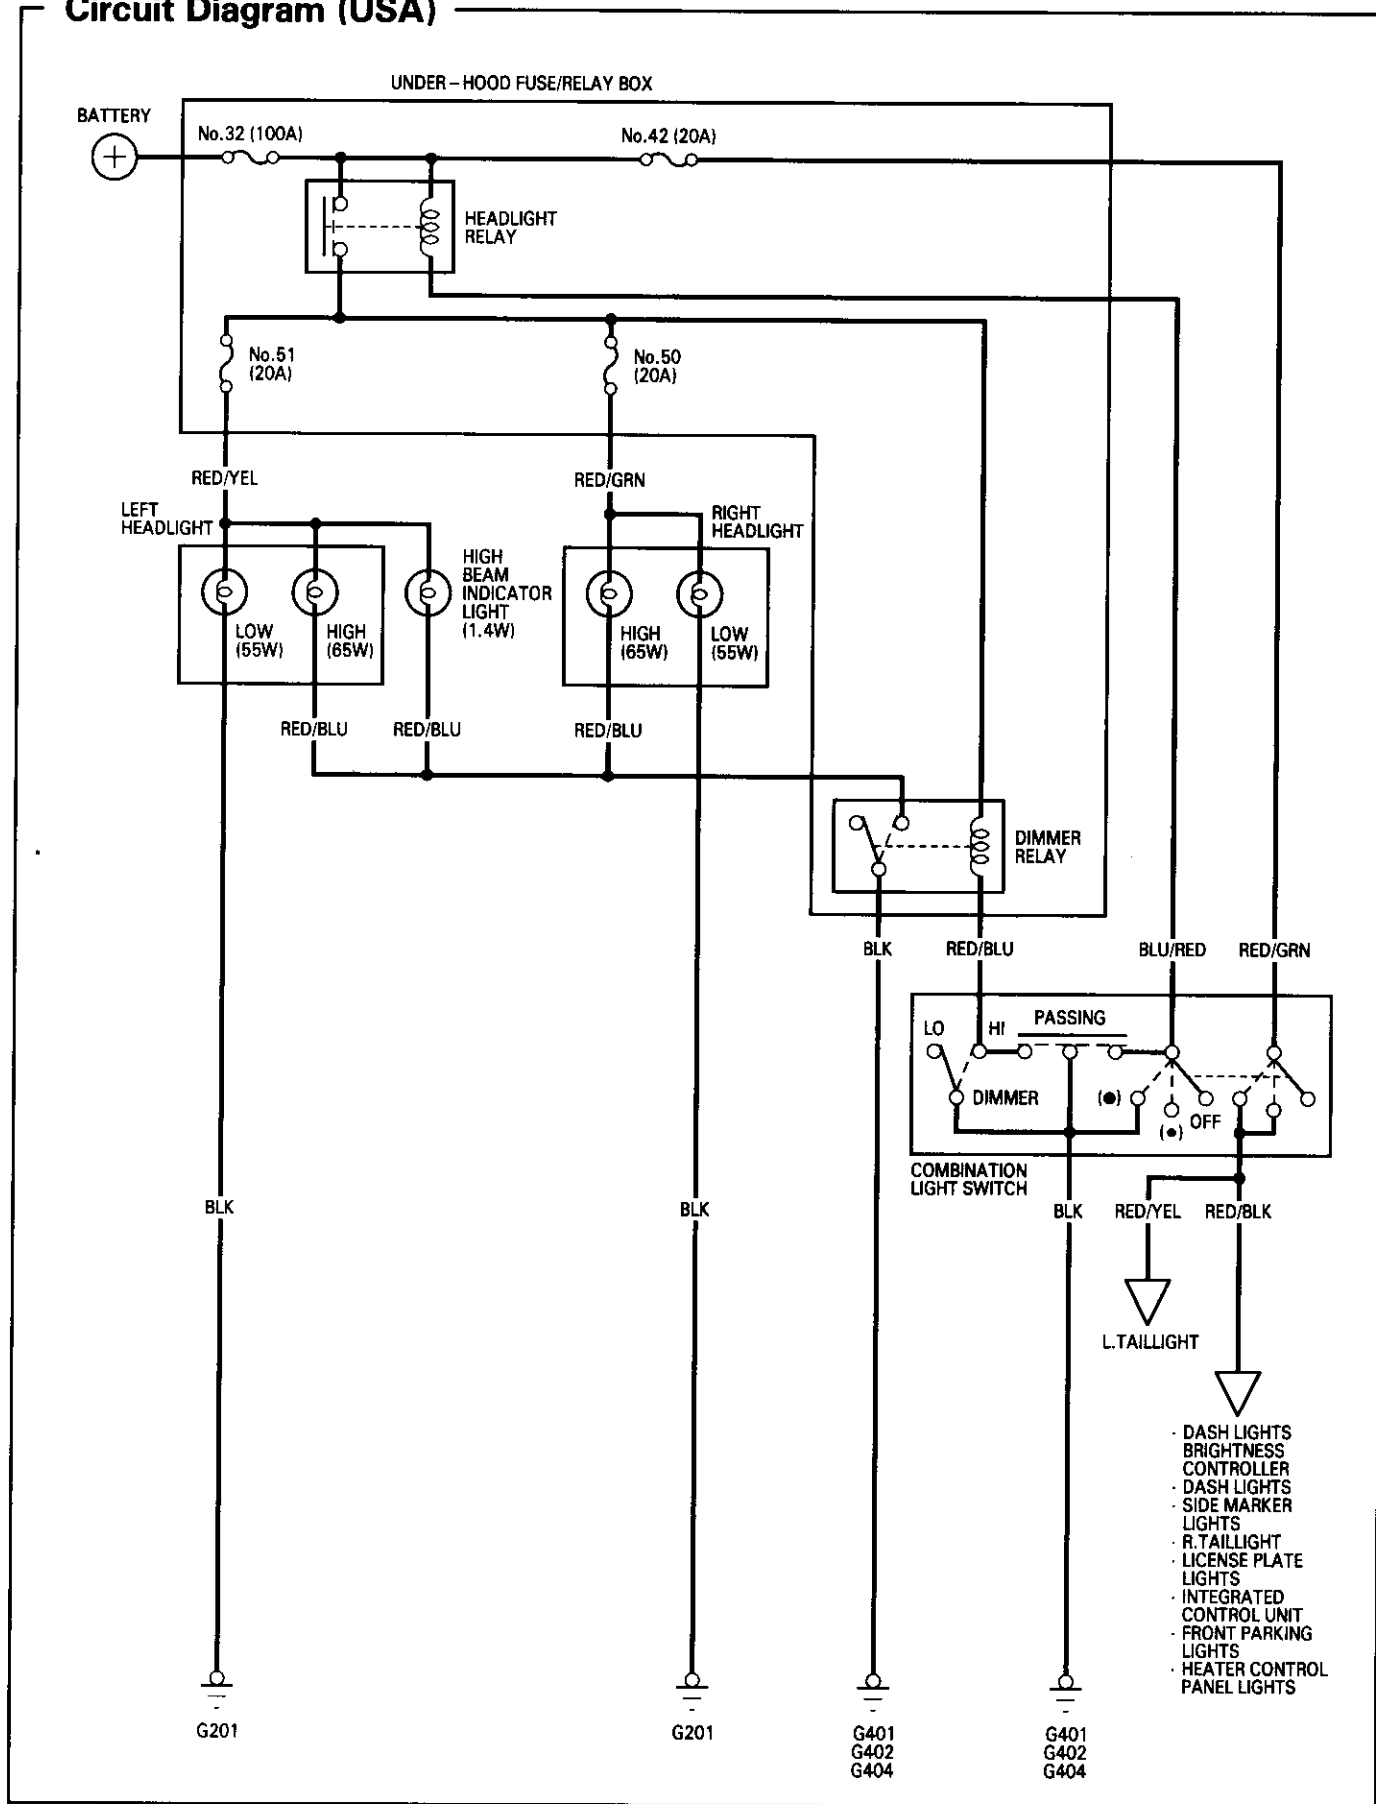 Circuit Diagram (USA)
UNDER-HOOD FUSE/RELAY BOX
BATTERY
No.32 (100A)
No.42 (20A)
HEADLIGHT
RELAY
No.51
(20A)
No.50
(20A)
RED/YEL
RED/GRN
LEFT
HEADLIGHT
RIGHT
HEADLIGHT
HIGH
BEAM
INDICATOR
LIGHT
(1.4W)
LOW
(55W)
HIGH
(65W)
HIGH
(65W)
LOW
(55W)
RED/BLU
RED/BLU
RED/BLU
DIMMER
RELAY
BLK
RED/BLU
BLU/RED
RED/GRN
LO
HI
PASSING
DIMMER
OFF
COMBINATION
LIGHT SWITCH
BLK
BLK
BLK
RED/YEL
RED/BLK
L.TAILLIGHT
· DASH LIGHTS
BRIGHTNESS
CONTROLLER
· DASH LIGHTS
· SIDE MARKER
LIGHTS
· R.TAILLIGHT
· LICENSE PLATE
LIGHTS
· INTEGRATED
CONTROL UNIT
· FRONT PARKING
LIGHTS
· HEATER CONTROL
PANEL LIGHTS
G201
G201
G401
G402
G404
G401
G402
G404